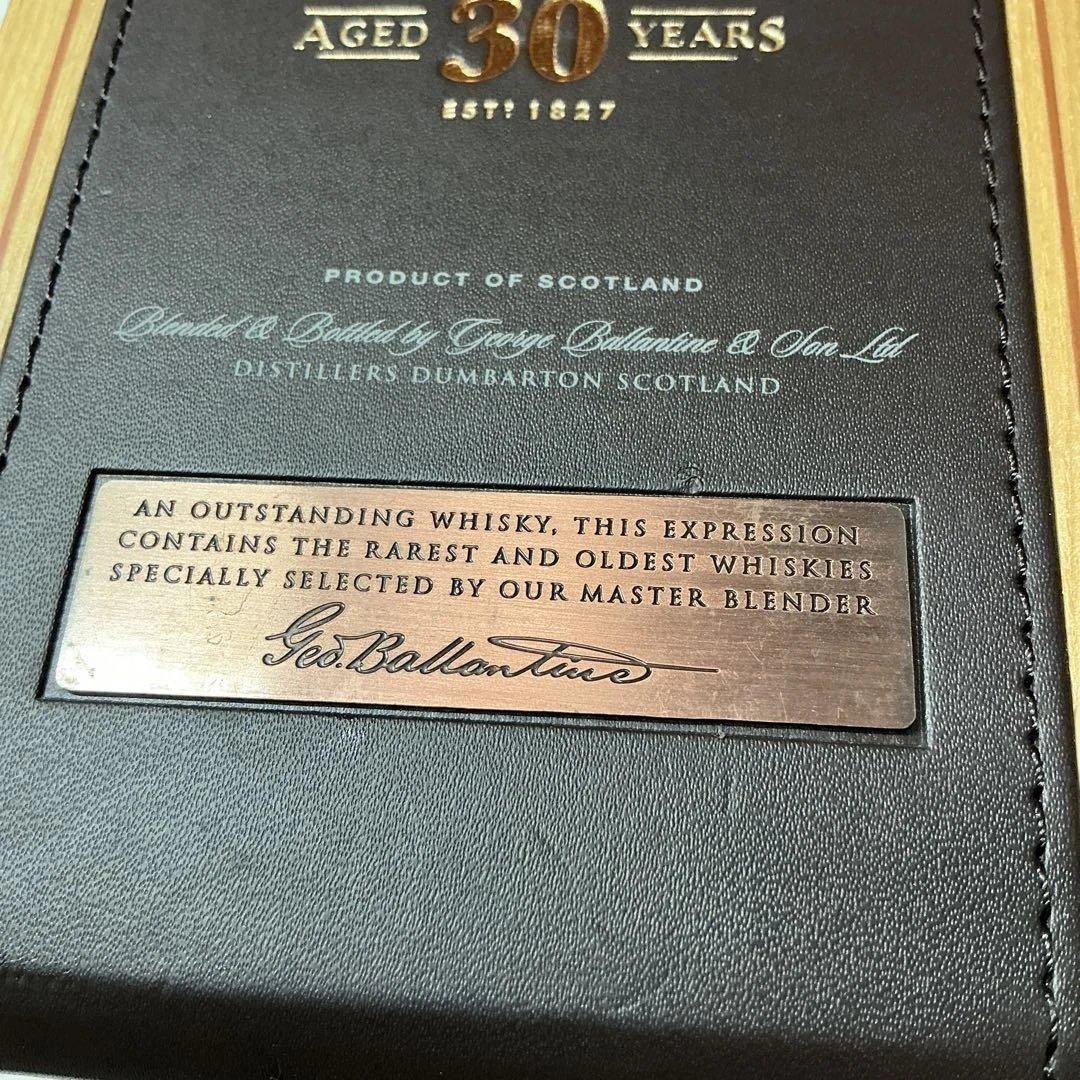 AGED 30 YEARS
ESTD 1827
PRODUCT OF SCOTLAND
Blended & Bottled by George Ballantine & Son Ltd
DISTILLERS DUMBARTON SCOTLAND
AN OUTSTANDING WHISKY, THIS EXPRESSION
CONTAINS THE RAREST AND OLDEST WHISKIES
SPECIALLY SELECTED BY OUR MASTER BLENDER
Geo. Ballantine